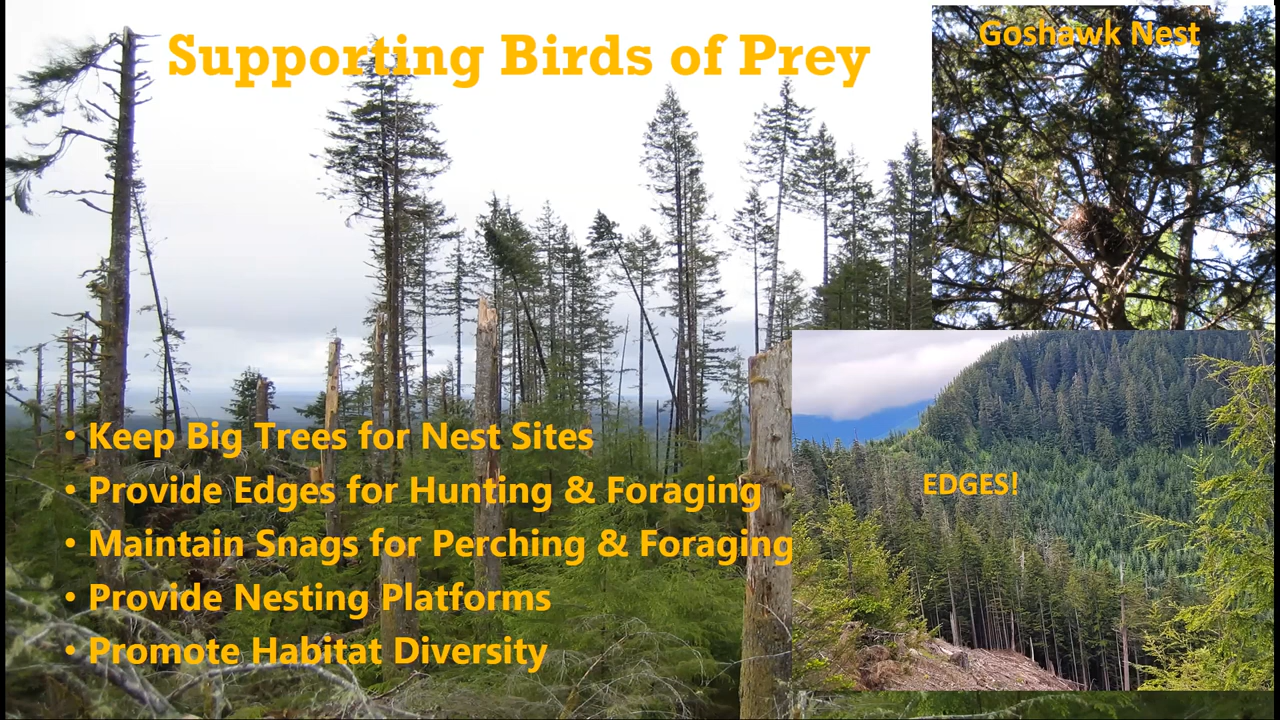 Supporting Birds of Prey
Goshawk Nest
• Keep Big Trees for Nest Sites
• Provide Edges for Hunting & Foraging
• Maintain Snags for Perching & Foraging
• Provide Nesting Platforms
• Promote Habitat Diversity
EDGES!